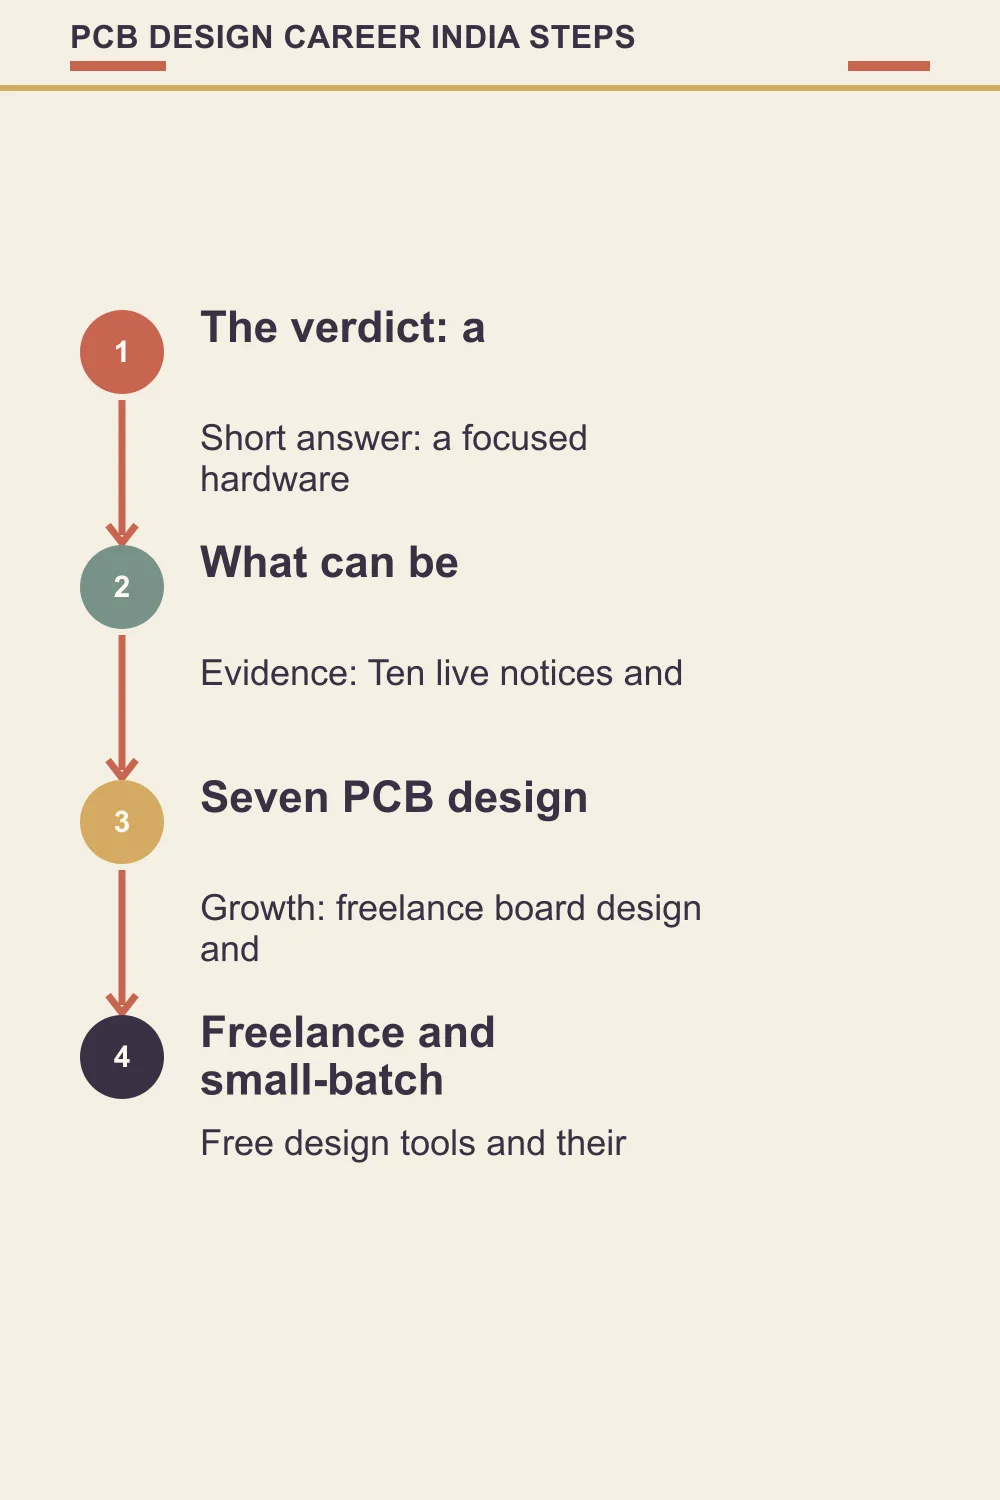 PCB DESIGN CAREER INDIA STEPS
1
The verdict: a
Short answer: a focused
hardware
2
What can be
Evidence: Ten live notices and
3
Seven PCB design
Growth: freelance board design
and
4
Freelance and
small-batch
Free design tools and their